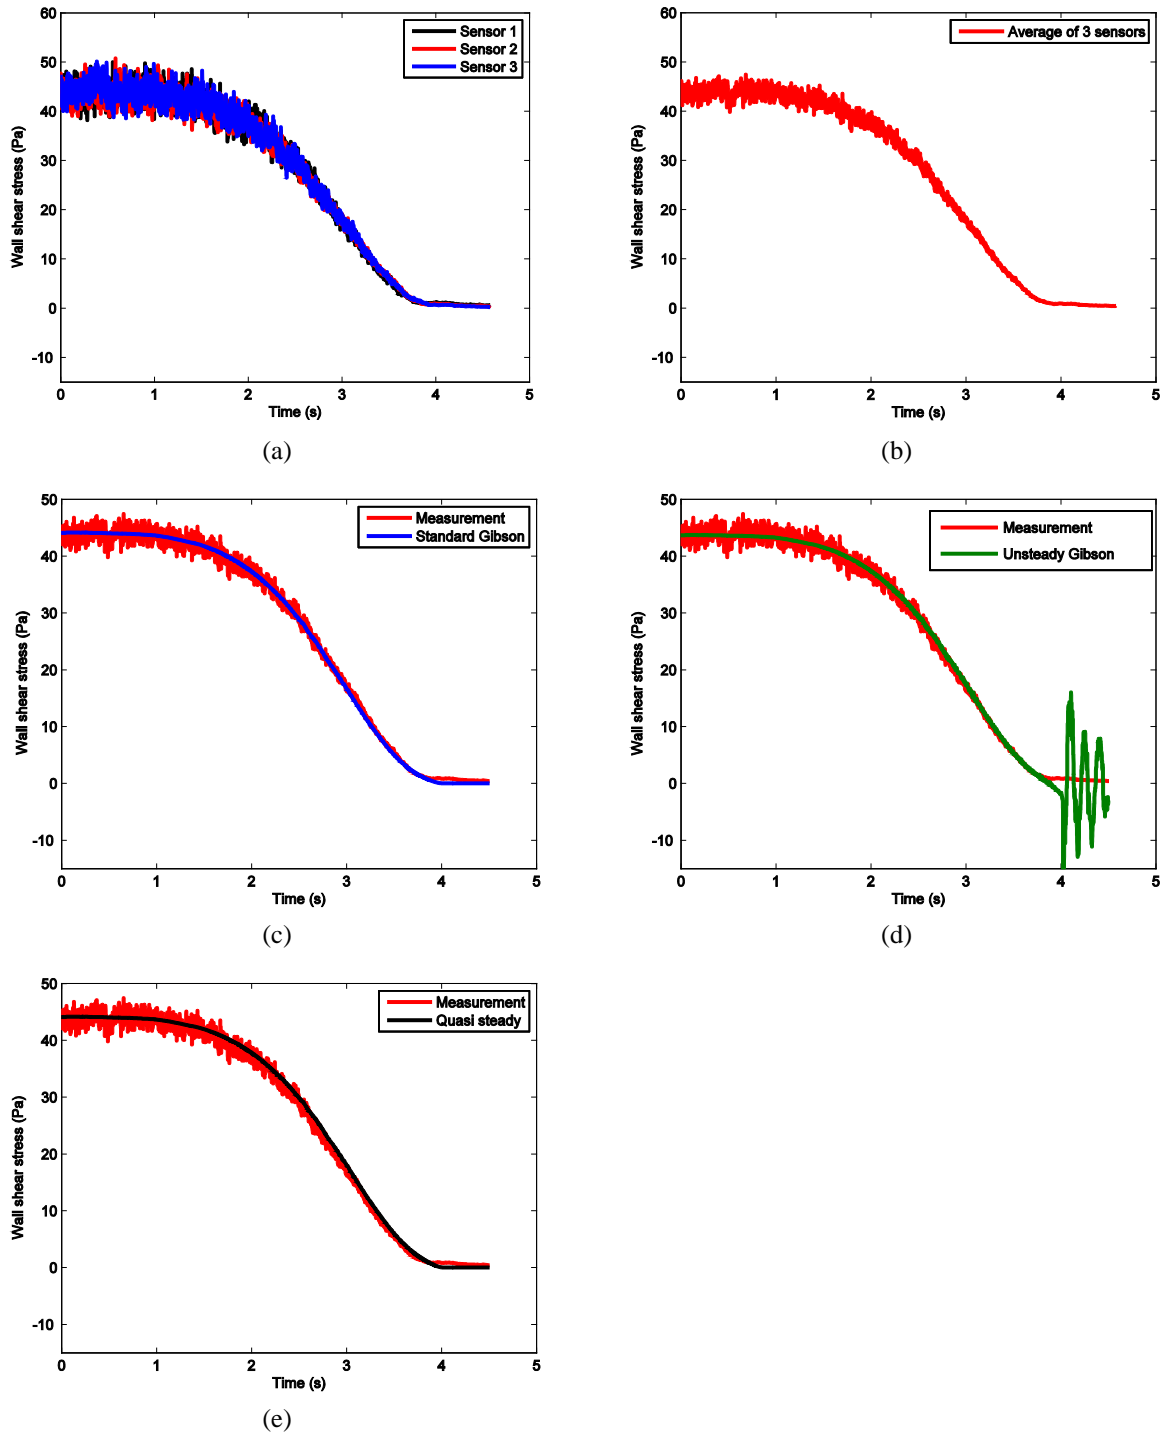 60
50
40
30
20
10
0
-10
Wall shear stress (Pa)
0 1 2 3 4 5
Time (s)
Sensor 1
Sensor 2
Sensor 3
(a)
60
50
40
30
20
10
0
-10
Wall shear stress (Pa)
0 1 2 3 4 5
Time (s)
Average of 3 sensors
(b)
50
40
30
20
10
0
-10
Wall shear stress (Pa)
0 1 2 3 4 5
Time (s)
Measurement
Standard Gibson
(c)
50
40
30
20
10
0
-10
Wall shear stress (Pa)
0 1 2 3 4 5
Time (s)
Measurement
Unsteady Gibson
(d)
50
40
30
20
10
0
-10
Wall shear stress (Pa)
0 1 2 3 4 5
Time (s)
Measurement
Quasi steady
(e)